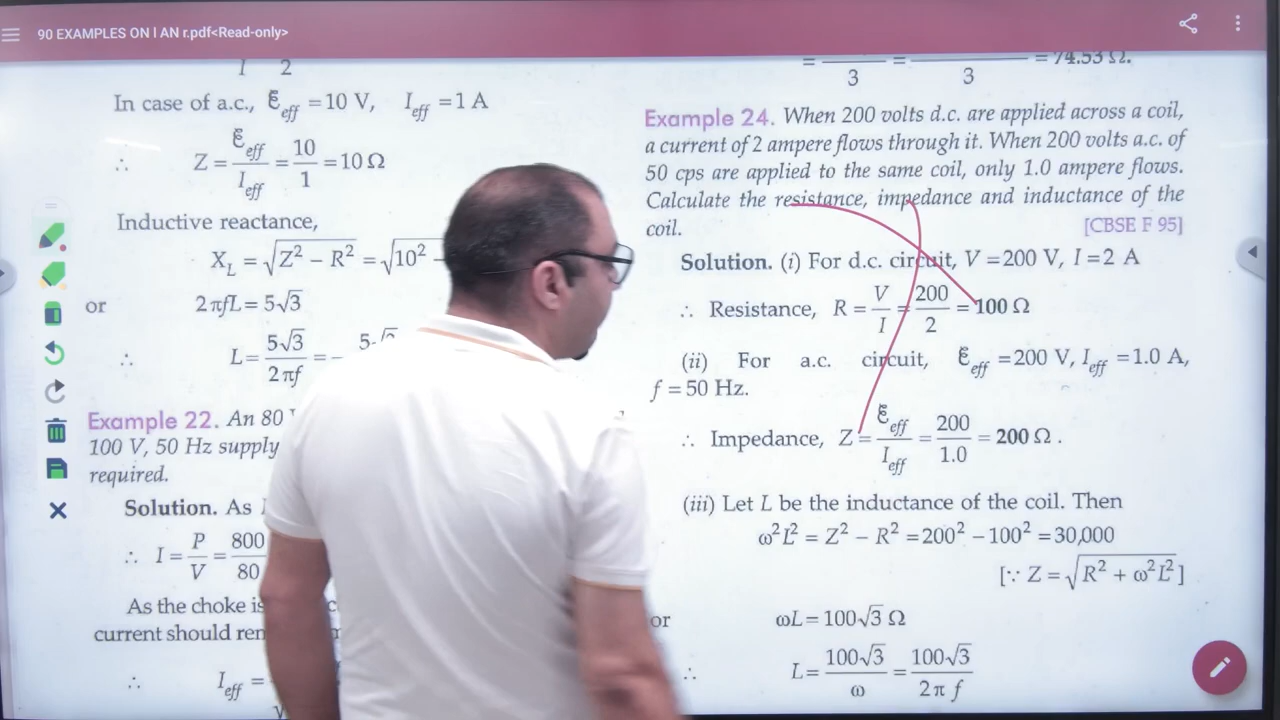 90 EXAMPLES ON I AN r.pdf<Read-only>
I 2
In case of a.c., ℰeff = 10 V, Ieff = 1 A
∴ Z = ℰeff / Ieff = 10 / 1 = 10 Ω
Inductive reactance,
X_L = √(Z² − R²) = √10² −
or 2πfL = 5√3
∴ L = 5√3 / 2πf =
Example 22. An 80
100 V, 50 Hz supply
required.
Solution. As
∴ I = P / V = 800 / 80
As the choke is
current should
∴ Ieff =
= / 3 = / 3 = 74.53 Ω.
Example 24. When 200 volts d.c. are applied across a coil,
a current of 2 ampere flows through it. When 200 volts a.c. of
50 cps are applied to the same coil, only 1.0 ampere flows.
Calculate the resistance, impedance and inductance of the
coil. [CBSE F 95]
Solution. (i) For d.c. circuit, V = 200 V, I = 2 A
∴ Resistance, R = V / I = 200 / 2 = 100 Ω
(ii) For a.c. circuit, ℰeff = 200 V, Ieff = 1.0 A,
f = 50 Hz.
∴ Impedance, Z = ℰeff / Ieff = 200 / 1.0 = 200 Ω .
(iii) Let L be the inductance of the coil. Then
ω²L² = Z² − R² = 200² − 100² = 30,000
[∵ Z = √(R² + ω²L²)]
or ωL = 100√3 Ω
∴ L = 100√3 / ω = 100√3 / 2π f